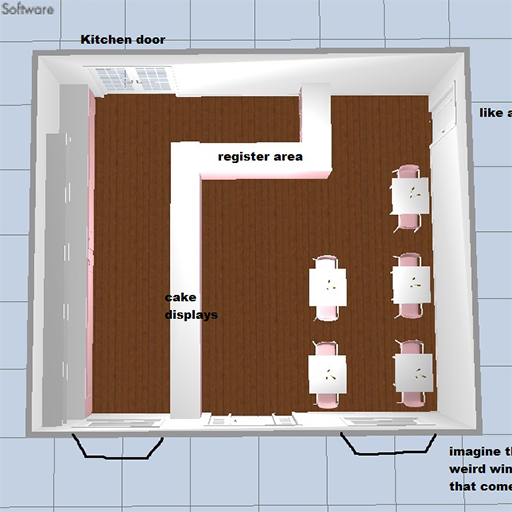 Software
Kitchen door
like a
register area
cake
displays
imagine th
weird win
that come